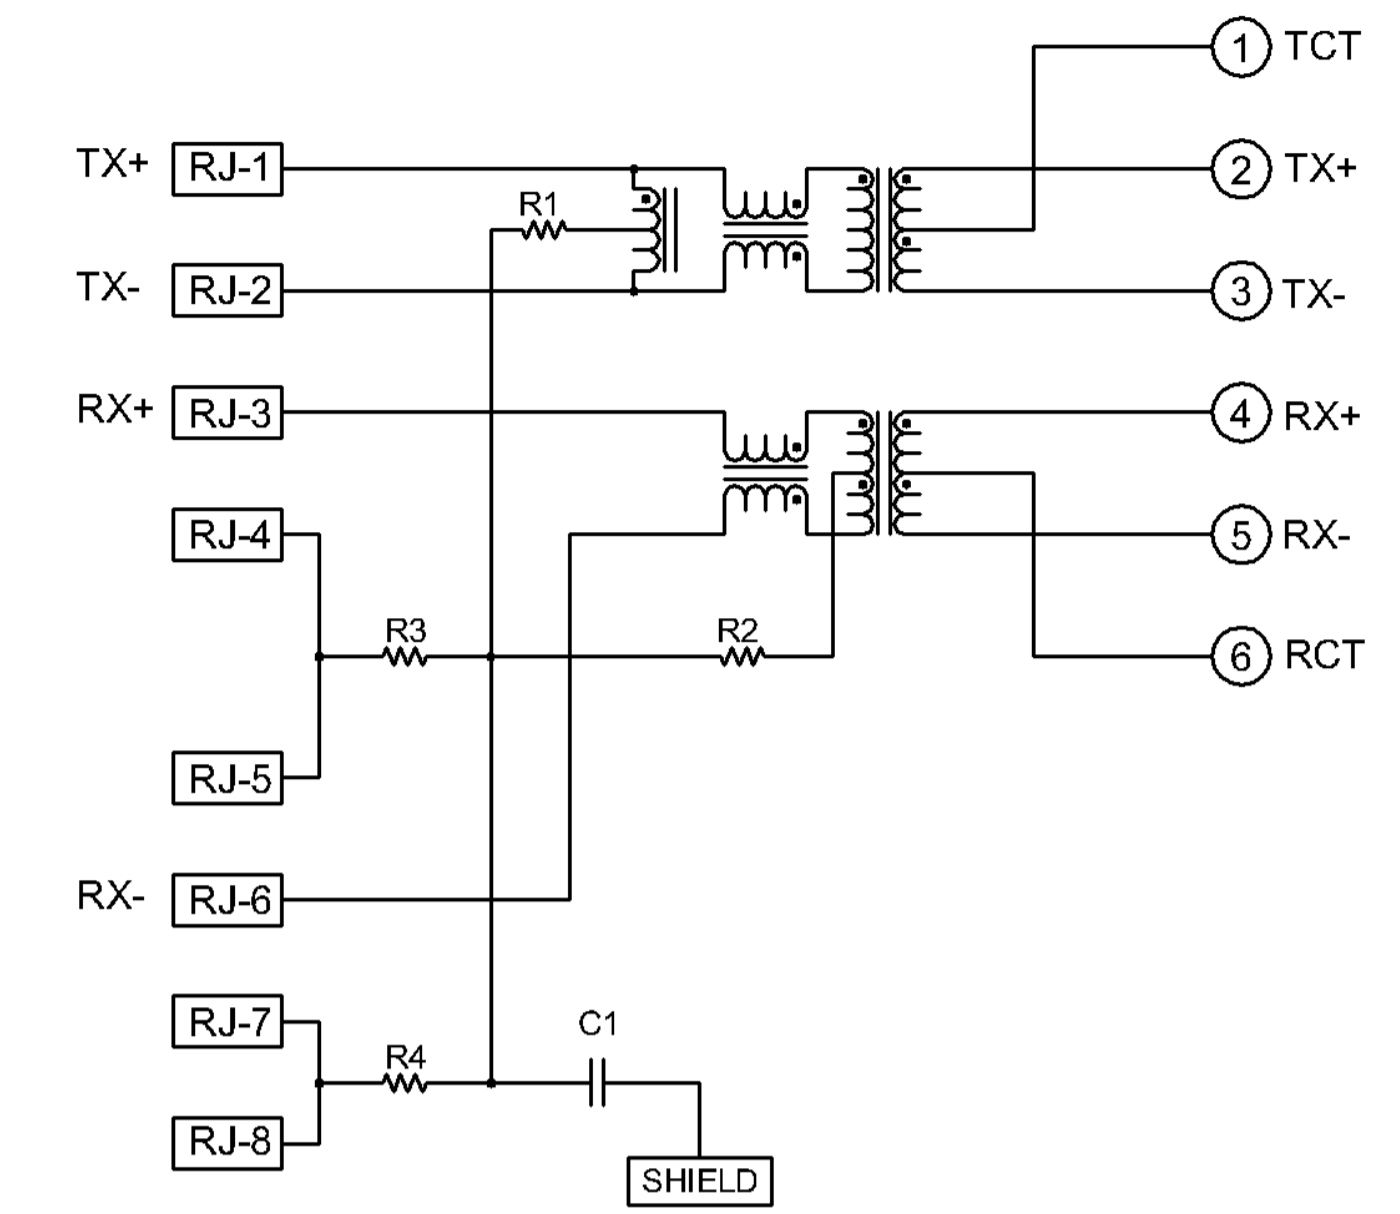 1 TCT
TX+ RJ-1 2 TX+
R1
TX- RJ-2 3 TX-
RX+ RJ-3 4 RX+
RJ-4 5 RX-
R3 R2 6 RCT
RJ-5
RX- RJ-6
RJ-7 C1
R4
RJ-8
SHIELD